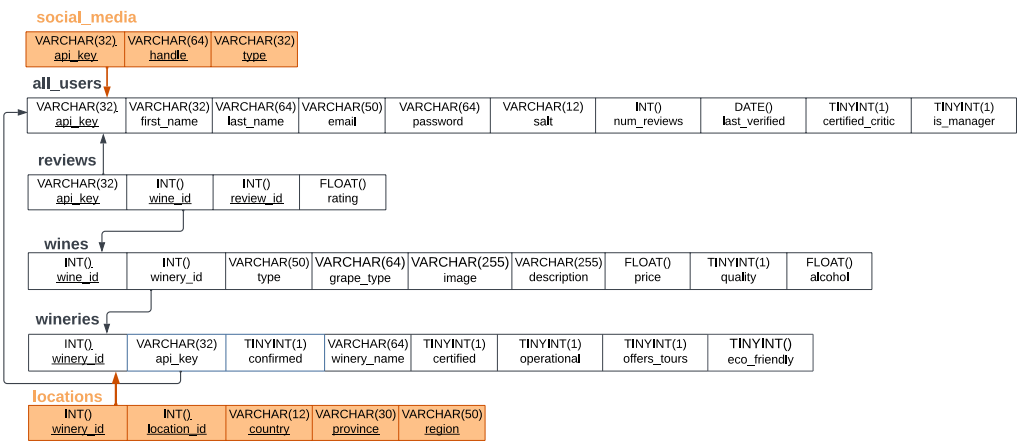 social_media
VARCHAR(32) VARCHAR(64) VARCHAR(32)
api_key handle type
all_users
VARCHAR(32) VARCHAR(32) VARCHAR(64) VARCHAR(50) VARCHAR(64) VARCHAR(12) INT() DATE() TINYINT(1) TINYINT(1)
api_key first_name last_name email password salt num_reviews last_verified certified_critic is_manager
reviews
VARCHAR(32) INT() INT() FLOAT()
api_key wine_id review_id rating
wines
INT() INT() VARCHAR(50) VARCHAR(64) VARCHAR(255) VARCHAR(255) FLOAT() TINYINT(1) FLOAT()
wine_id winery_id type grape_type image description price quality alcohol
wineries
INT() VARCHAR(32) TINYINT(1) VARCHAR(64) TINYINT(1) TINYINT(1) TINYINT(1) TINYINT()
winery_id api_key confirmed winery_name certified operational offers_tours eco_friendly
locations
INT() INT() VARCHAR(12) VARCHAR(30) VARCHAR(50)
winery_id location_id country province region